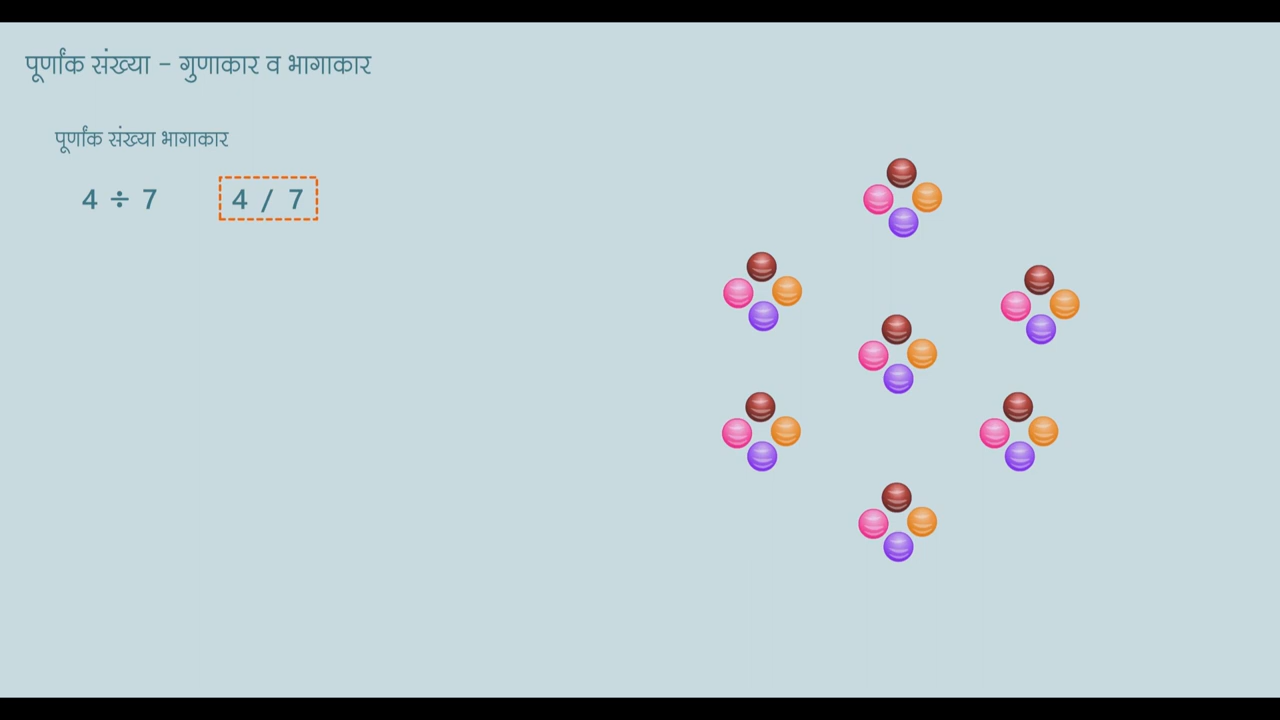 पूर्णांक संख्या - गुणाकार व भागाकार
पूर्णांक संख्या भागाकार
4 ÷ 7 4 / 7